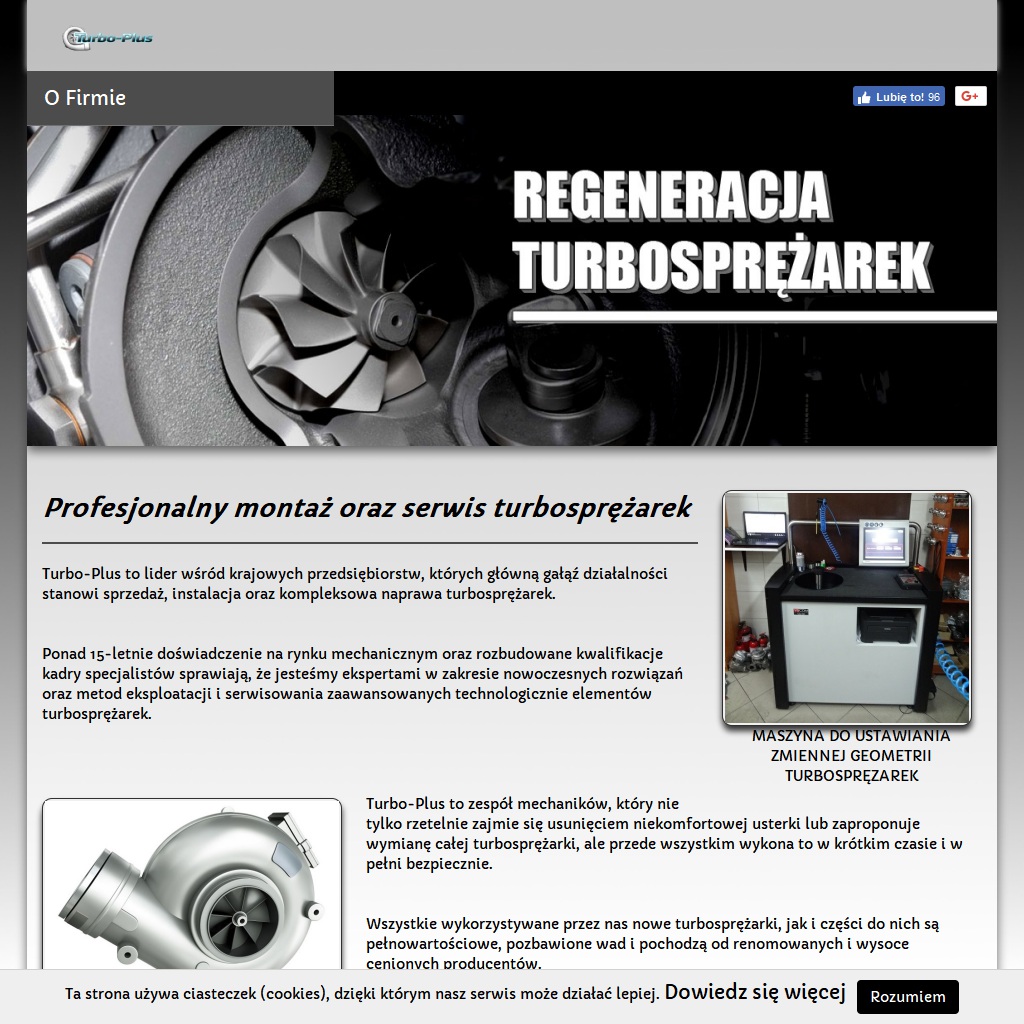 Turbo-Plus
O Firmie
Lubię to! 96
G+
REGENERACJA
TURBOSPRĘŻAREK
Profesjonalny montaż oraz serwis turbosprężarek
Turbo-Plus to lider wśród krajowych przedsiębiorstw, których główną gałąź działalności
stanowi sprzedaż, instalacja oraz kompleksowa naprawa turbosprężarek.
Ponad 15-letnie doświadczenie na rynku mechanicznym oraz rozbudowane kwalifikacje
kadry specjalistów sprawiają, że jesteśmy ekspertami w zakresie nowoczesnych rozwiązań
oraz metod eksploatacji i serwisowania zaawansowanych technologicznie elementów
turbosprężarek.
MASZYNA DO USTAWIANIA
ZMIENNEJ GEOMETRII
TURBOSPRĘZAREK
Turbo-Plus to zespół mechaników, który nie
tylko rzetelnie zajmie się usunięciem niekomfortowej usterki lub zaproponuje
wymianę całej turbosprężarki, ale przede wszystkim wykona to w krótkim czasie i w
pełni bezpiecznie.
Wszystkie wykorzystywane przez nas nowe turbosprężarki, jak i części do nich są
pełnowartościowe, pozbawione wad i pochodzą od renomowanych i wysoce
cenionych producentów.
Ta strona używa ciasteczek (cookies), dzięki którym nasz serwis może działać lepiej. Dowiedz się więcej Rozumiem